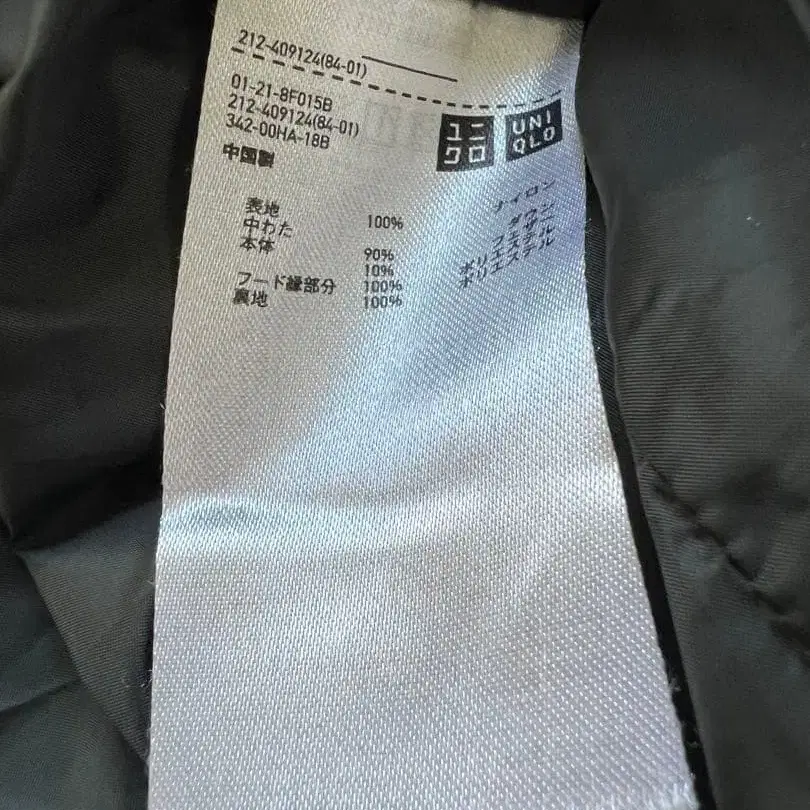 212-409124(84-01)
01-21-8F015B
212-409124(84-01)
342-00HA-18B
中国製
ユニクロ
UNIQLO
表地 100% ナイロン
中わた
本体 90% ダウン
10% フェザー
フード縁部分 100% ポリエステル
裏地 100% ポリエステル